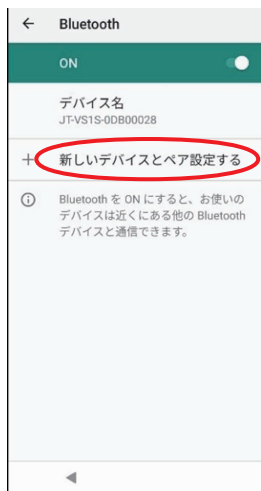 Bluetooth
ON
デバイス名
JT-VS1S-0DB00028
新しいデバイスとペア設定する
Bluetooth を ON にすると、お使いの
デバイスは近くにある他の Bluetooth
デバイスと通信できます。